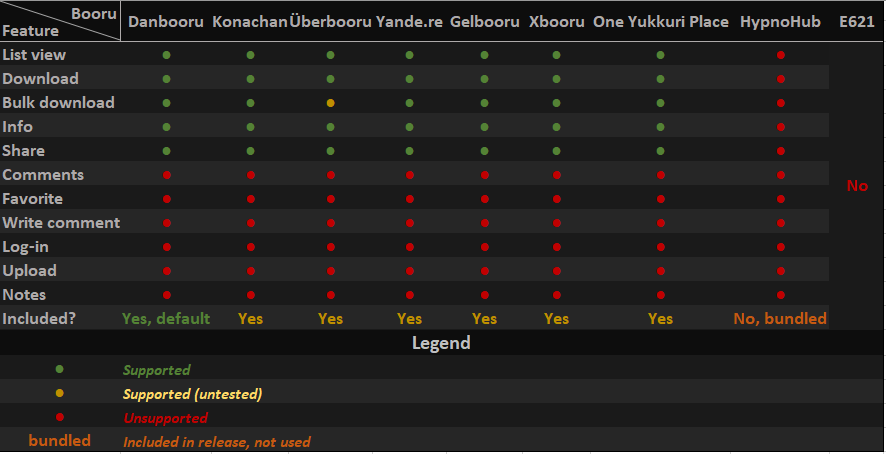 Booru
Feature Danbooru Konachan Überbooru Yande.re Gelbooru Xbooru One Yukkuri Place HypnoHub E621
List view
Download
Bulk download
Info
Share
Comments
No
Favorite
Write comment
Log-in
Upload
Notes
Included? Yes, default Yes Yes Yes Yes Yes Yes No, bundled
Legend
Supported
Supported (untested)
Unsupported
bundled Included in release, not used